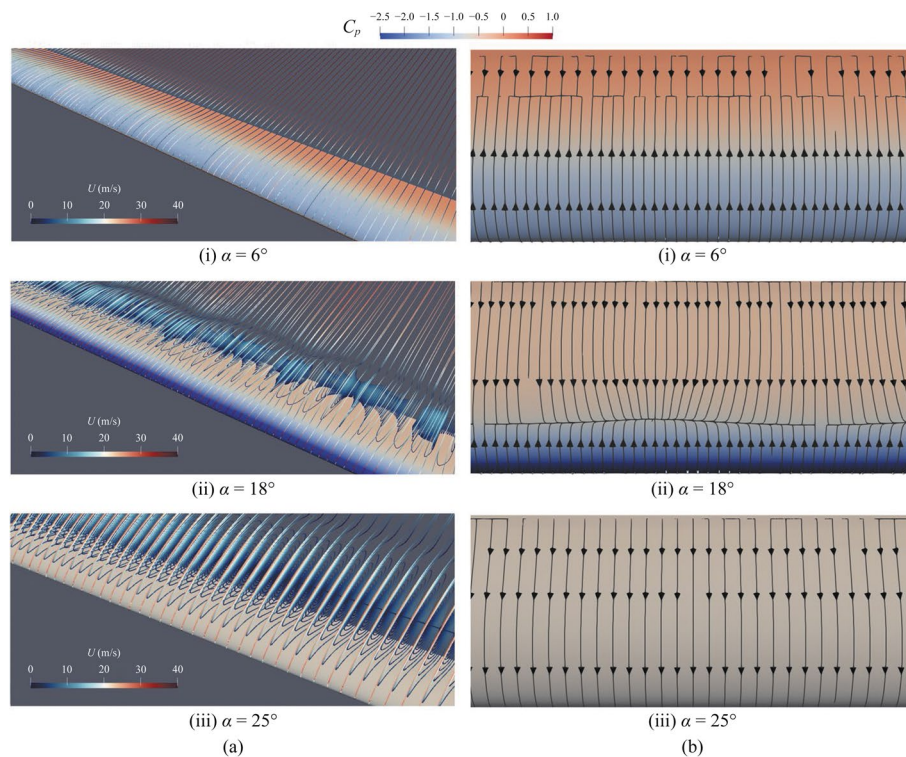 Cp −2.5 −2.0 −1.5 −1.0 −0.5 0 0.5 1.0
U (m/s)
0 10 20 30 40
(i) α = 6° (i) α = 6°
U (m/s)
0 10 20 30 40
(ii) α = 18° (ii) α = 18°
U (m/s)
0 10 20 30 40
(iii) α = 25° (iii) α = 25°
(a) (b)